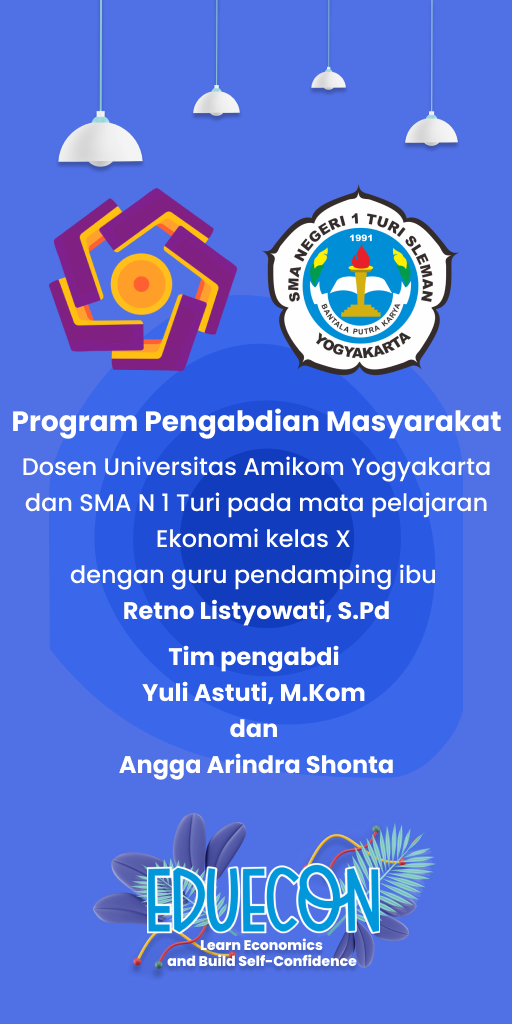 SMA NEGERI 1 TURI SLEMAN
1991
BANTALA PUTRA KARYA
YOGYAKARTA
Program Pengabdian Masyarakat
Dosen Universitas Amikom Yogyakarta
dan SMA N 1 Turi pada mata pelajaran
Ekonomi kelas X
dengan guru pendamping ibu
Retno Listyowati, S.Pd
Tim pengabdi
Yuli Astuti, M.Kom
dan
Angga Arindra Shonta
EDUECON
Learn Economics
and Build Self-Confidence